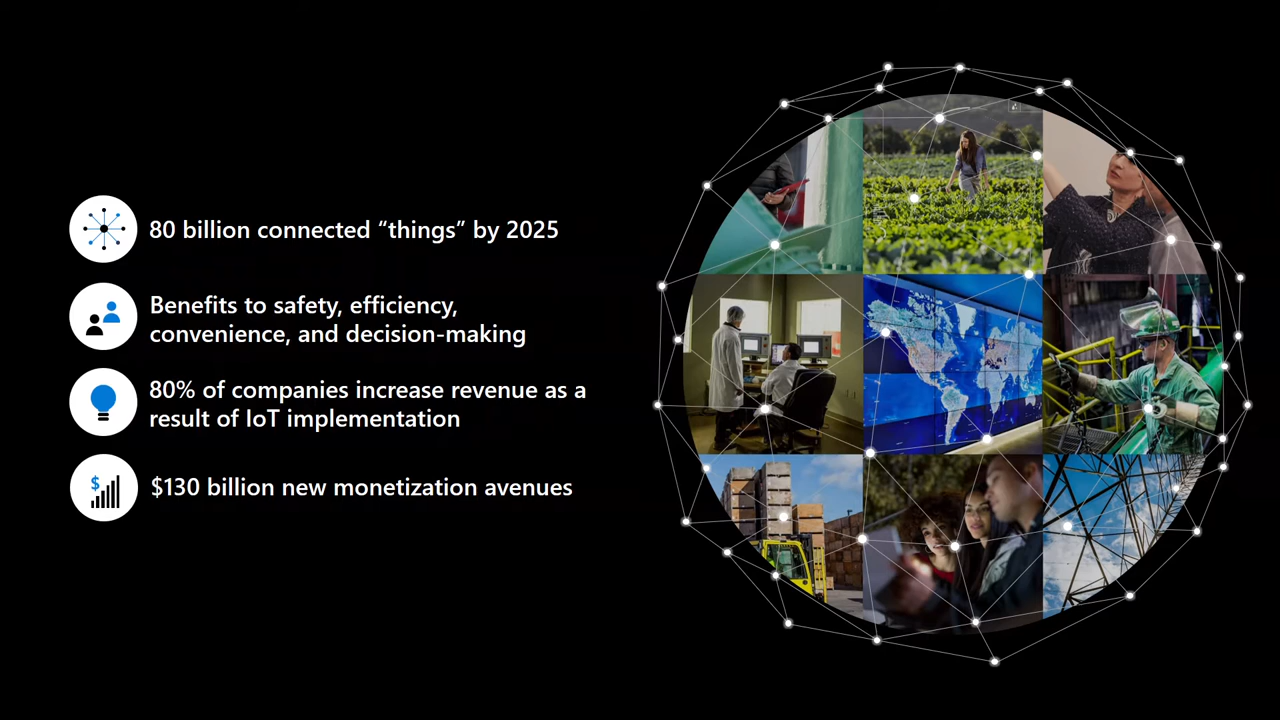 80 billion connected “things” by 2025
Benefits to safety, efficiency,
convenience, and decision-making
80% of companies increase revenue as a
result of IoT implementation
$
$130 billion new monetization avenues